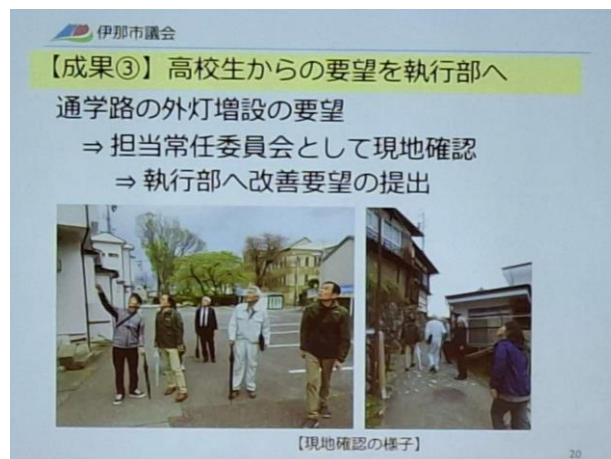 伊那市議会
【成果③】高校生からの要望を執行部へ
通学路の外灯増設の要望
⇒ 担当常任委員会として現地確認
⇒ 執行部へ改善要望の提出
【現地確認の様子】
20